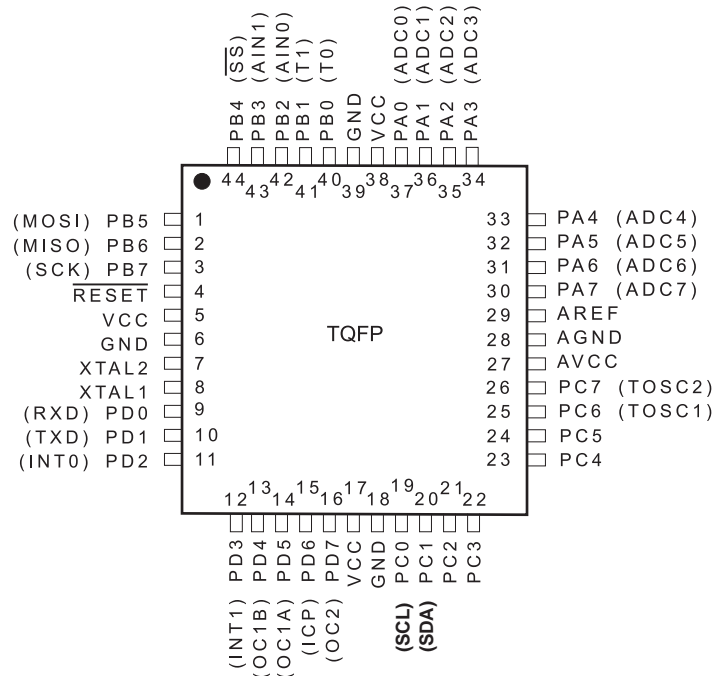 (SS) (AIN1) (AIN0) (T1) (T0) (ADC0) (ADC1) (ADC2) (ADC3)
PB4 PB3 PB2 PB1 PB0 GND VCC PA0 PA1 PA2 PA3
44 43 42 41 40 39 38 37 36 35 34
(MOSI) PB5 1 33 PA4 (ADC4)
(MISO) PB6 2 32 PA5 (ADC5)
(SCK) PB7 3 31 PA6 (ADC6)
RESET 4 30 PA7 (ADC7)
VCC 5 29 AREF
GND 6 TQFP 28 AGND
XTAL2 7 27 AVCC
XTAL1 8 26 PC7 (TOSC2)
(RXD) PD0 9 25 PC6 (TOSC1)
(TXD) PD1 10 24 PC5
(INT0) PD2 11 23 PC4
12 13 14 15 16 17 18 19 20 21 22
PD3 PD4 PD5 PD6 PD7 VCC GND PC0 PC1 PC2 PC3
(INT1) (OC1B) (OC1A) (ICP) (OC2) (SCL) (SDA)